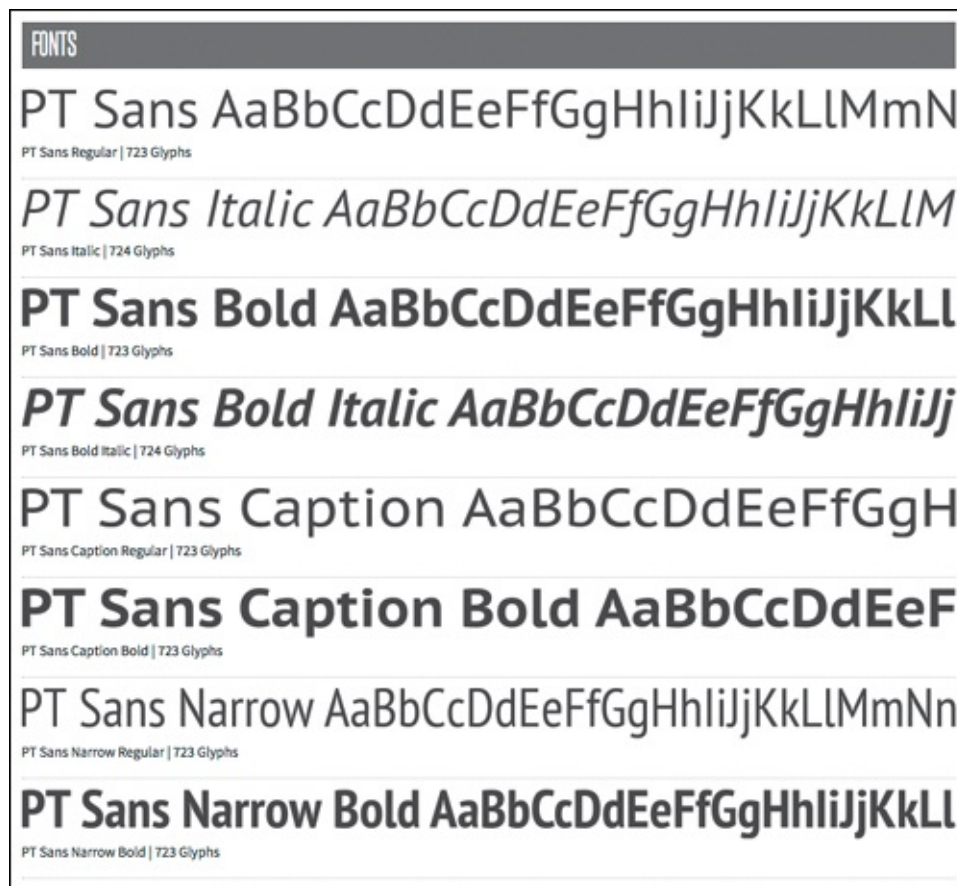 FONTS
PT Sans AaBbCcDdEeFfGgHhIiJjKkLlMmN
PT Sans Regular | 723 Glyphs
PT Sans Italic AaBbCcDdEeFfGgHhIiJjKkLlM
PT Sans Italic | 724 Glyphs
PT Sans Bold AaBbCcDdEeFfGgHhIiJjKkLl
PT Sans Bold | 723 Glyphs
PT Sans Bold Italic AaBbCcDdEeFfGgHhIiJj
PT Sans Bold Italic | 724 Glyphs
PT Sans Caption AaBbCcDdEeFfGgH
PT Sans Caption Regular | 723 Glyphs
PT Sans Caption Bold AaBbCcDdEeF
PT Sans Caption Bold | 723 Glyphs
PT Sans Narrow AaBbCcDdEeFfGgHhIiJjKkLlMmNn
PT Sans Narrow Regular | 723 Glyphs
PT Sans Narrow Bold AaBbCcDdEeFfGgHhIiJjKkLl
PT Sans Narrow Bold | 723 Glyphs